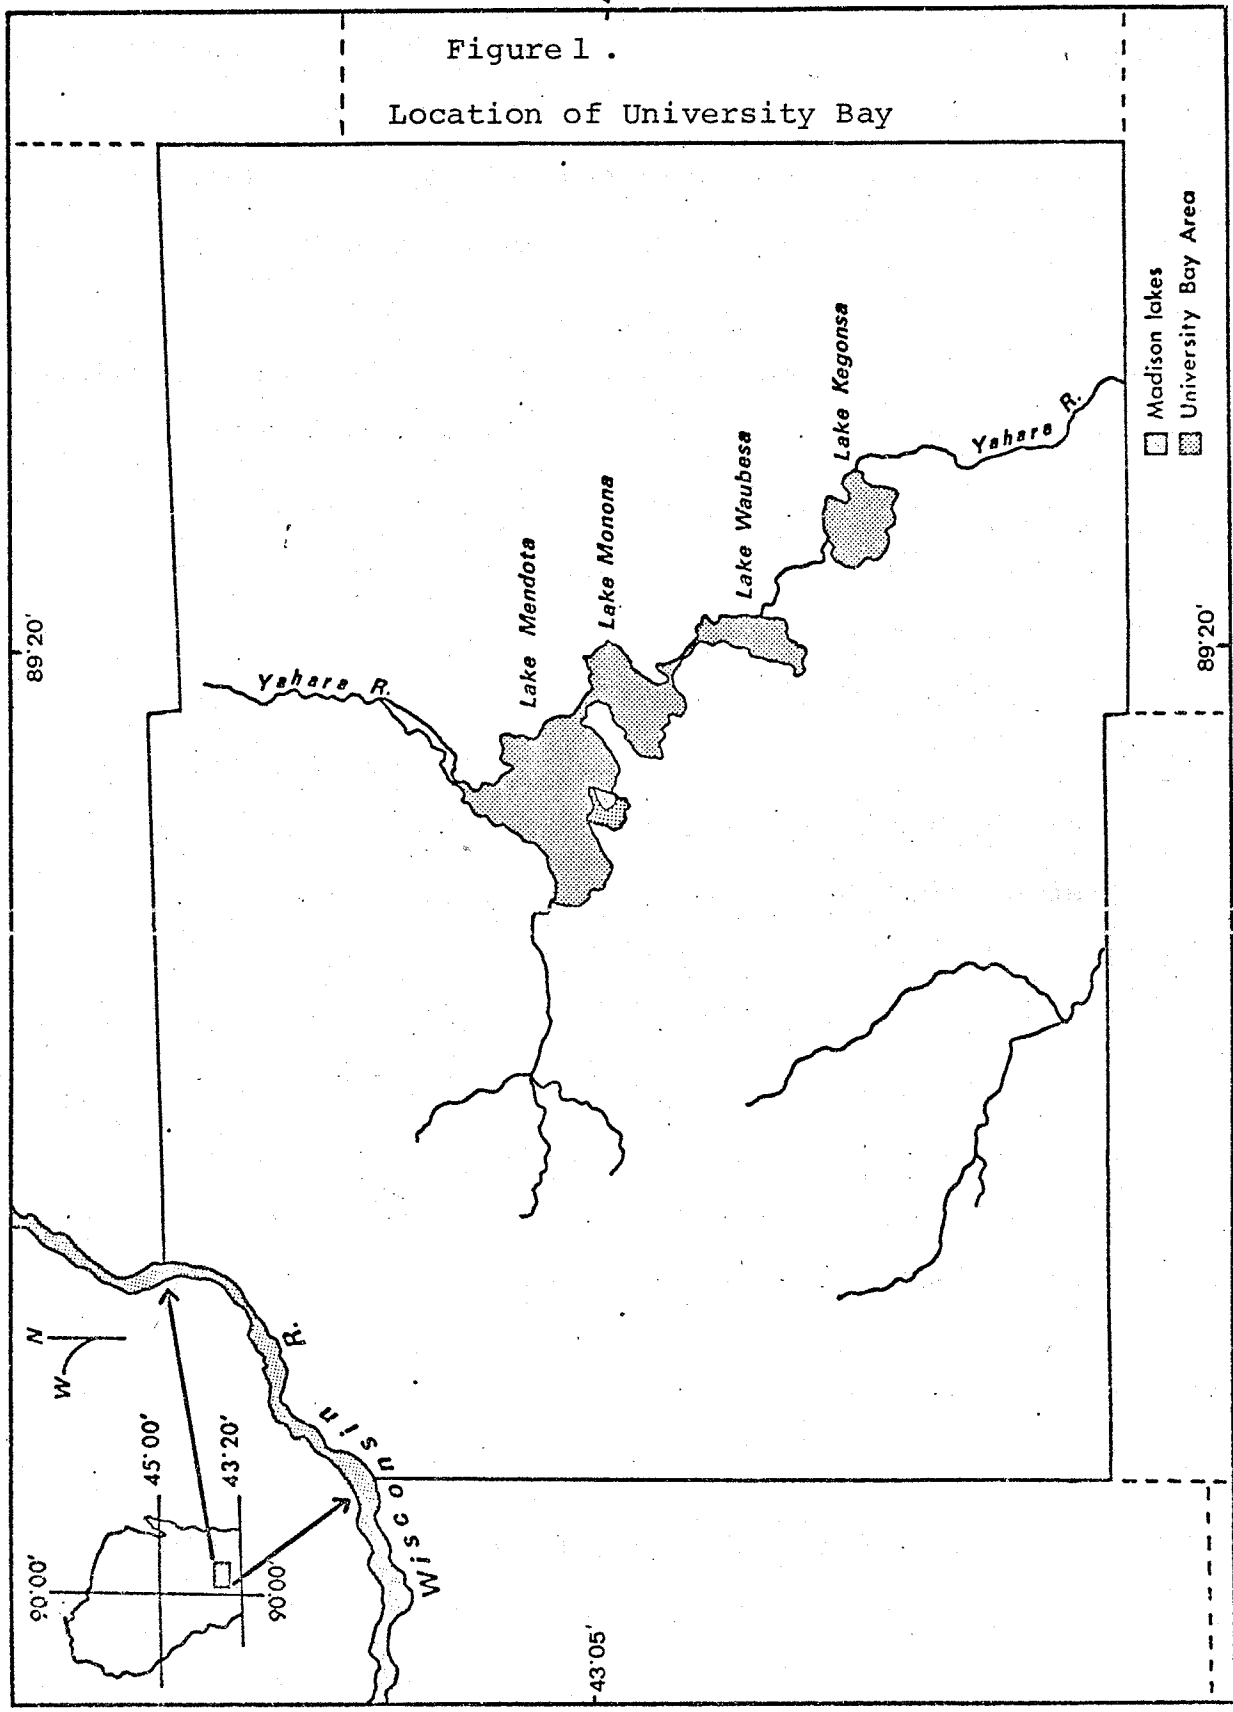 Figure 1.
Location of University Bay
89°20'
Yahara R.
Lake Mendota
Lake Monona
Lake Waubesa
Lake Kegonsa
Yahara R.
Madison lakes
University Bay Area
89°20'
N
W
Wisconsin R.
45°00'
43°20'
90°00'
90°00'
43°05'